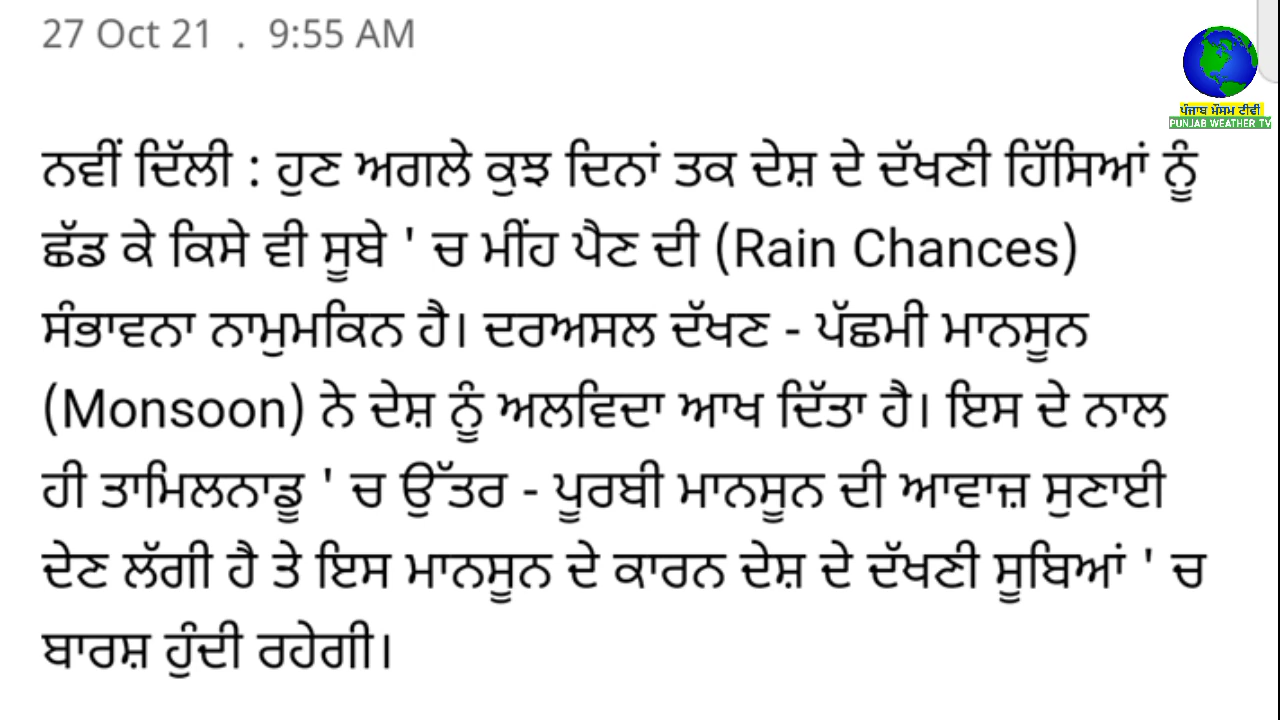 27 Oct 21 . 9:55 AM
ਪੰਜਾਬ ਮੌਸਮ ਟੀਵੀ
PUNJAB WEATHER TV
ਨਵੀਂ ਦਿੱਲੀ : ਹੁਣ ਅਗਲੇ ਕੁਝ ਦਿਨਾਂ ਤਕ ਦੇਸ਼ ਦੇ ਦੱਖਣੀ ਹਿੱਸਿਆਂ ਨੂੰ
ਛੱਡ ਕੇ ਕਿਸੇ ਵੀ ਸੂਬੇ ' ਚ ਮੀਂਹ ਪੈਣ ਦੀ (Rain Chances)
ਸੰਭਾਵਨਾ ਨਾਮੁਮਕਿਨ ਹੈ। ਦਰਅਸਲ ਦੱਖਣ - ਪੱਛਮੀ ਮਾਨਸੂਨ
(Monsoon) ਨੇ ਦੇਸ਼ ਨੂੰ ਅਲਵਿਦਾ ਆਖ ਦਿੱਤਾ ਹੈ। ਇਸ ਦੇ ਨਾਲ
ਹੀ ਤਾਮਿਲਨਾਡੂ ' ਚ ਉੱਤਰ - ਪੂਰਬੀ ਮਾਨਸੂਨ ਦੀ ਆਵਾਜ਼ ਸੁਣਾਈ
ਦੇਣ ਲੱਗੀ ਹੈ ਤੇ ਇਸ ਮਾਨਸੂਨ ਦੇ ਕਾਰਨ ਦੇਸ਼ ਦੇ ਦੱਖਣੀ ਸੂਬਿਆਂ ' ਚ
ਬਾਰਸ਼ ਹੁੰਦੀ ਰਹੇਗੀ।